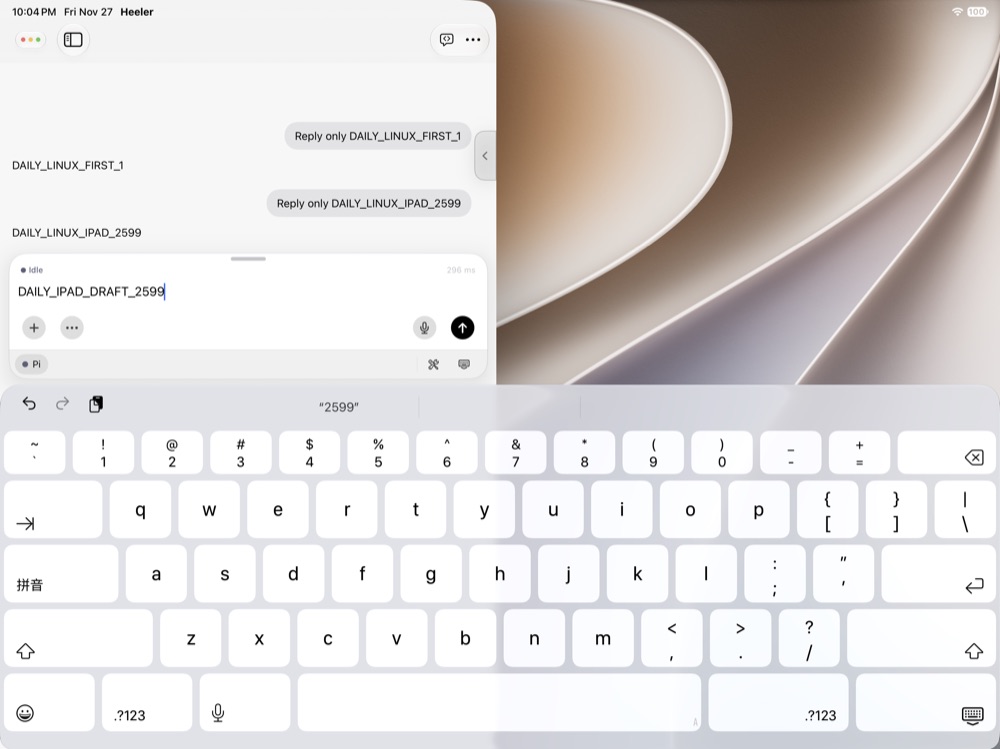 10:04 PM Fri Nov 27 Heeler
100
Reply only DAILY_LINUX_FIRST_1
DAILY_LINUX_FIRST_1
Reply only DAILY_LINUX_IPAD_2599
DAILY_LINUX_IPAD_2599
Idle
296 ms
DAILY_IPAD_DRAFT_2599
Pi
“2599”
~ ! @ # $ % ^ & * ( ) _ +
` 1 2 3 4 5 6 7 8 9 0 - =
q w e r t y u i o p { } |
[ ] \
拼音 a s d f g h j k l : "
; '
z x c v b n m < > ?
, . /
.?123 A .?123